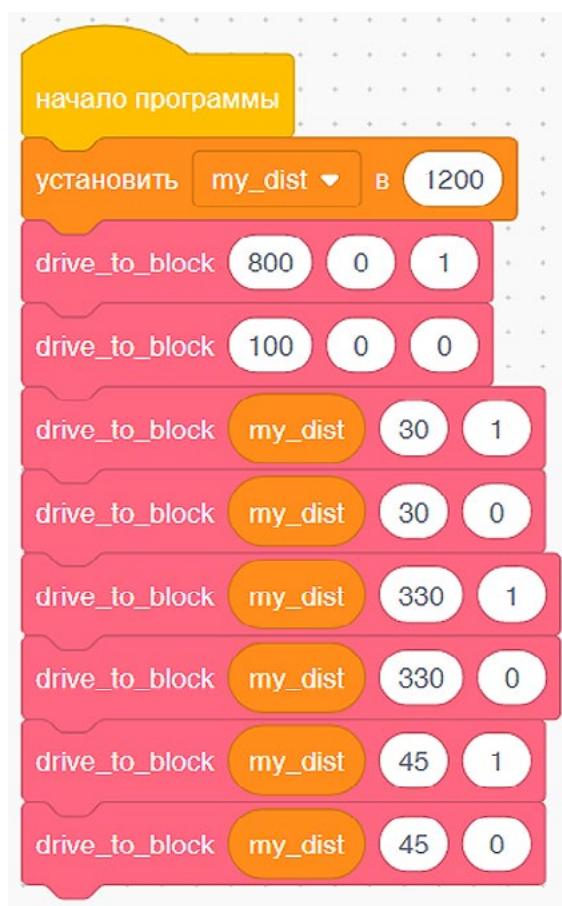 начало программы
установить my_dist в 1200
drive_to_block 800 0 1
drive_to_block 100 0 0
drive_to_block my_dist 30 1
drive_to_block my_dist 30 0
drive_to_block my_dist 330 1
drive_to_block my_dist 330 0
drive_to_block my_dist 45 1
drive_to_block my_dist 45 0